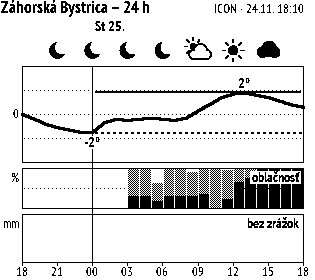 Záhorská Bystrica – 24 h
ICON · 24.11. 18:10
St 25.
2°
0
-2°
%
oblačnosť
mm
bez zrážok
18 21 00 03 06 09 12 15 18